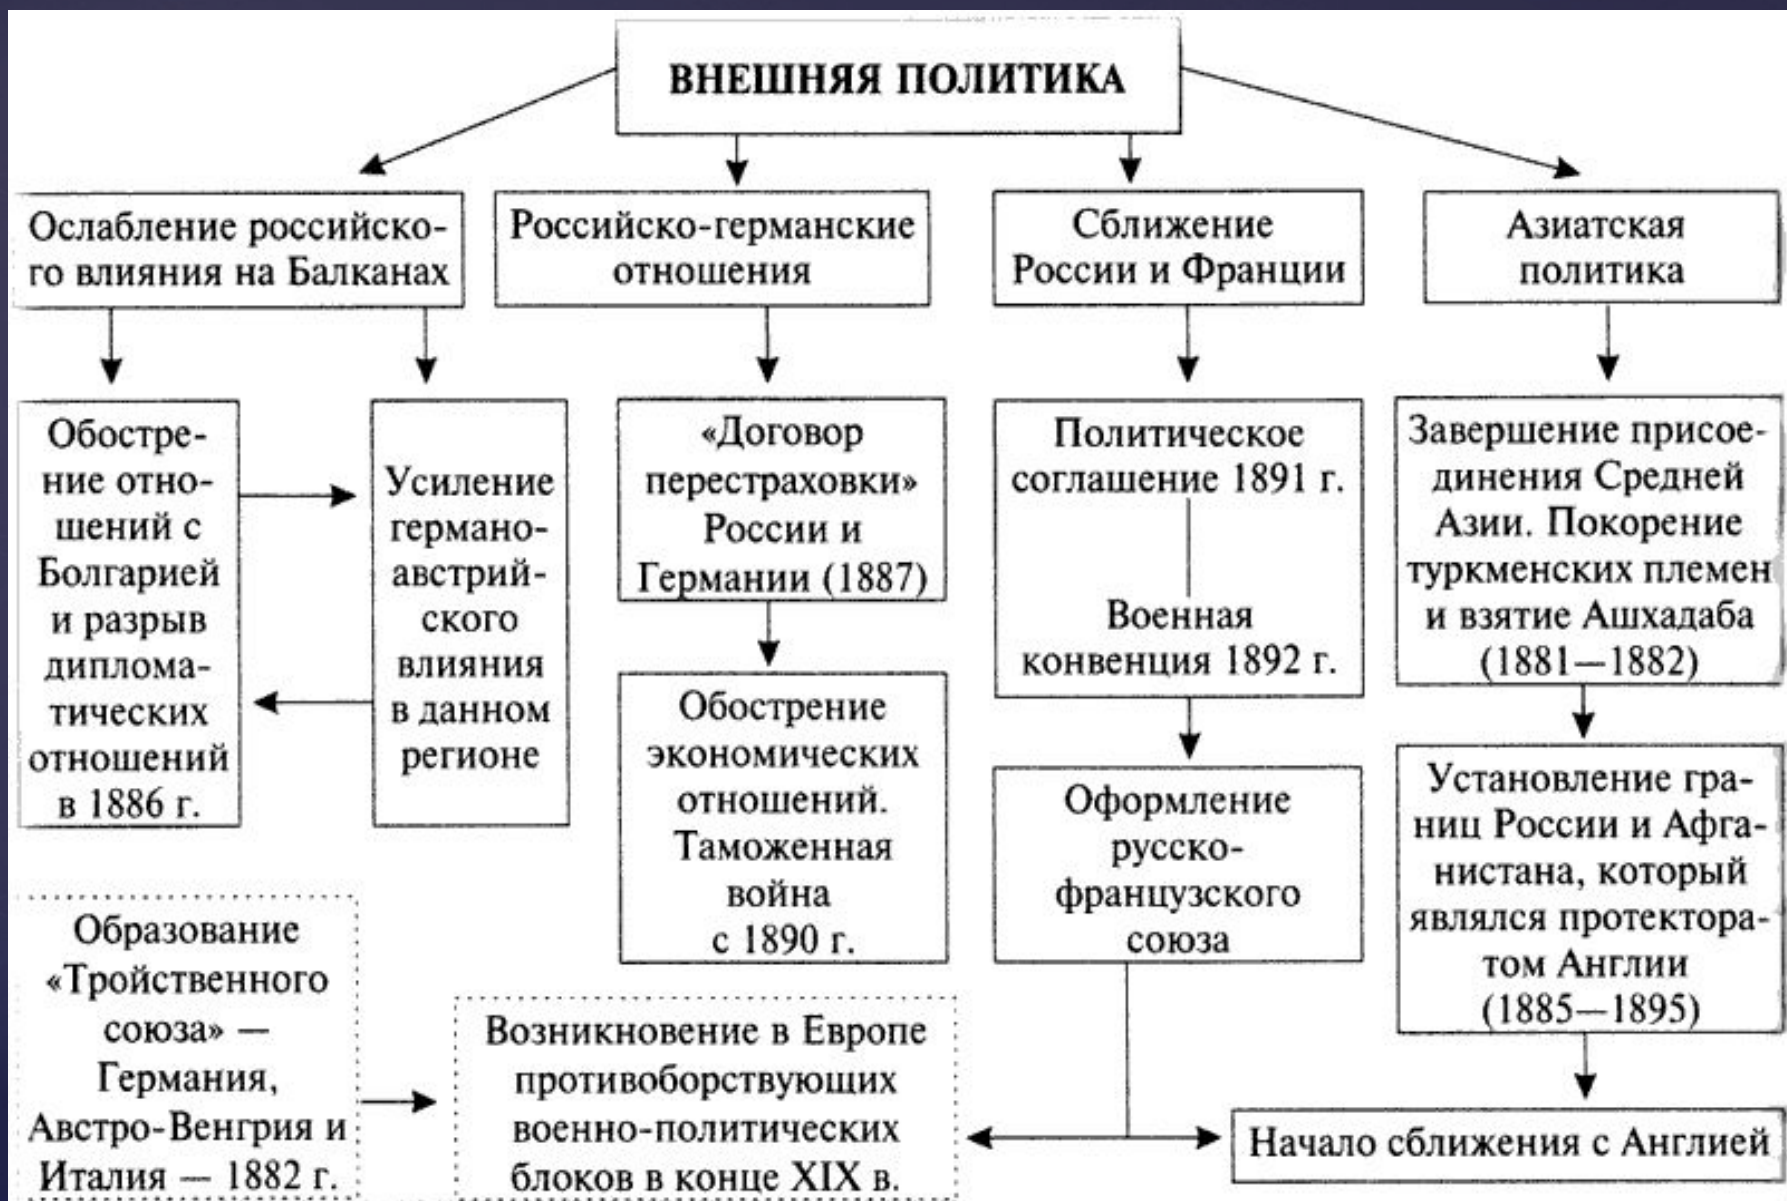 ВНЕШНЯЯ ПОЛИТИКА
Ослабление российско-
го влияния на Балканах
Российско-германские
отношения
Сближение
России и Франции
Азиатская
политика
Обостре-
ние отно-
шений с
Болгарией
и разрыв
диплома-
тических
отношений
в 1886 г.
Усиление
германо-
австрий-
ского
влияния
в данном
регионе
«Договор
перестраховки»
России и
Германии (1887)
Обострение
экономических
отношений.
Таможенная
война
с 1890 г.
Политическое
соглашение 1891 г.
Военная
конвенция 1892 г.
Оформление
русско-
французского
союза
Завершение присое-
динения Средней
Азии. Покорение
туркменских племен
и взятие Ашхадаба
(1881—1882)
Установление гра-
ниц России и Афга-
нистана, который
являлся протектора-
том Англии
(1885—1895)
Образование
«Тройственного
союза» —
Германия,
Австро-Венгрия и
Италия — 1882 г.
Возникновение в Европе
противоборствующих
военно-политических
блоков в конце XIX в.
Начало сближения с Англией